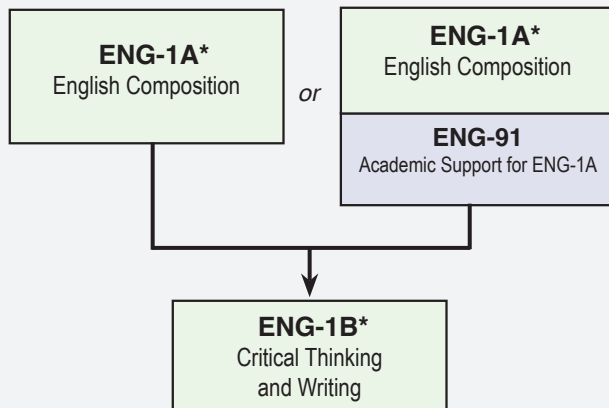 ENG-1A*
English Composition
or
ENG-1A*
English Composition
ENG-91
Academic Support for ENG-1A
ENG-1B*
Critical Thinking
and Writing